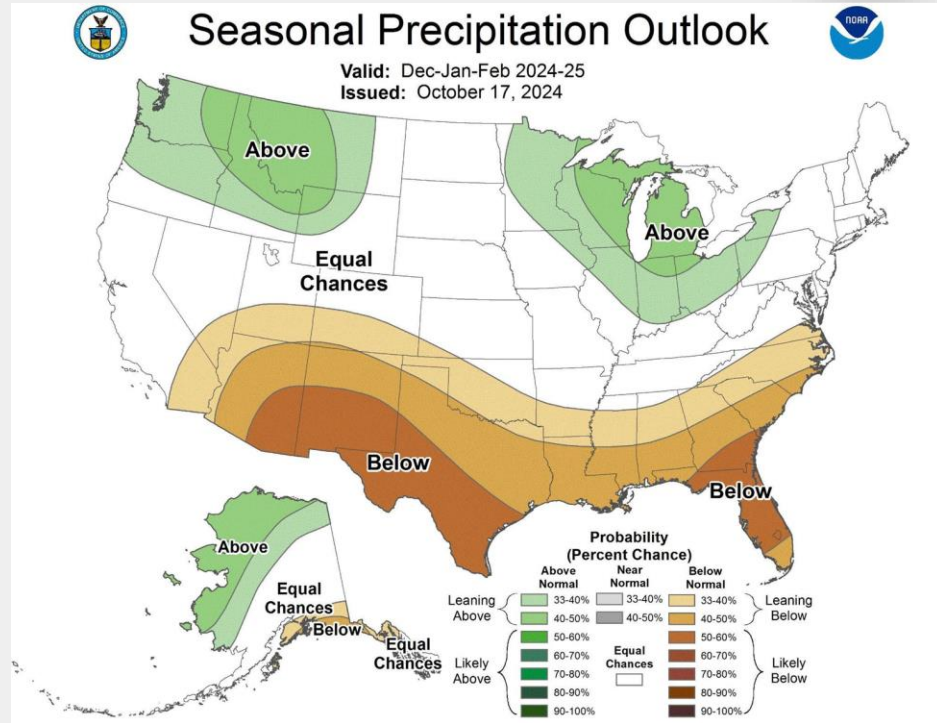 Seasonal Precipitation Outlook
NOAA
Valid: Dec-Jan-Feb 2024-25
Issued: October 17, 2024
Above
Above
Equal
Chances
Below
Below
Above
Equal
Chances
Below
Equal
Chances
Probability
(Percent Chance)
Above
Normal
Near
Normal
Below
Normal
Leaning
Above
33-40%
33-40%
33-40%
40-50%
40-50%
40-50%
Leaning
Below
Likely
Above
50-60%
60-70%
70-80%
80-90%
90-100%
Equal
Chances
50-60%
60-70%
70-80%
80-90%
90-100%
Likely
Below